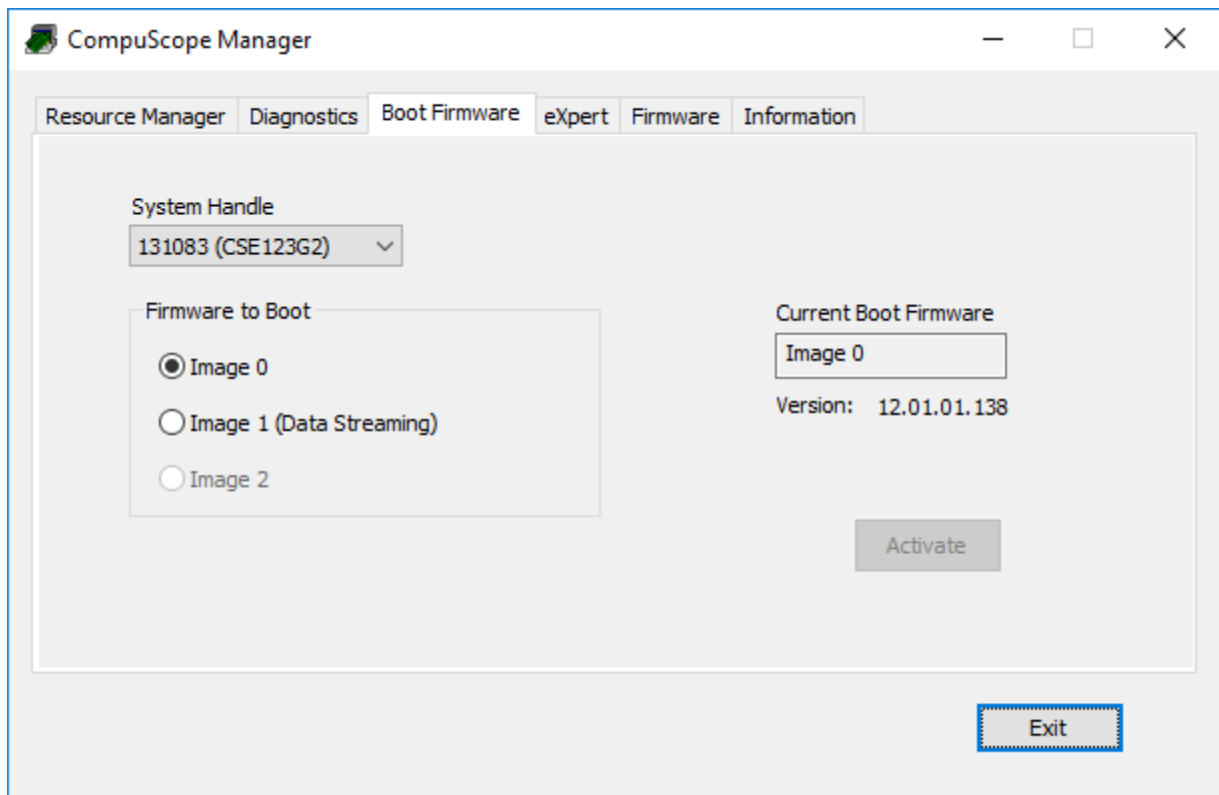 CompuScope Manager
Resource Manager Diagnostics Boot Firmware eXpert Firmware Information
System Handle
131083 (CSE123G2)
Firmware to Boot
Image 0
Image 1 (Data Streaming)
Image 2
Current Boot Firmware
Image 0
Version: 12.01.01.138
Activate
Exit